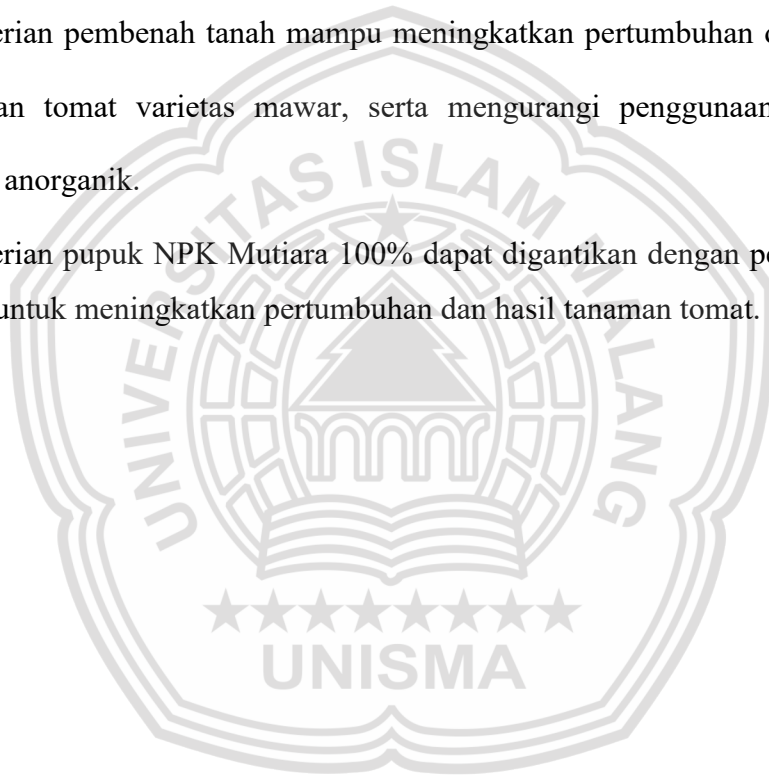 erian pembenah tanah mampu meningkatkan pertumbuhan
an tomat varietas mawar, serta mengurangi penggunaan
anorganik.
erian pupuk NPK Mutiara 100% dapat digantikan dengan
untuk meningkatkan pertumbuhan dan hasil tanaman tomat.
UNIVERSITAS ISLAM MALANG
UNISMA